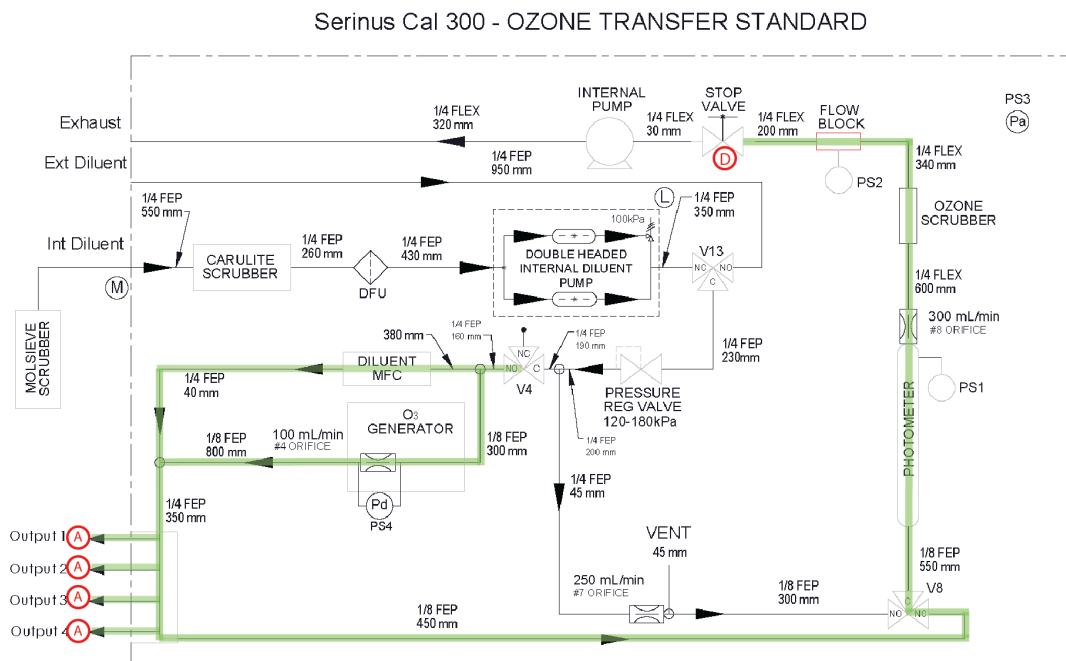 Serinus Cal 300 - OZONE TRANSFER STANDARD
Exhaust
1/4 FLEX
320 mm
INTERNAL
PUMP
1/4 FLEX
30 mm
STOP
VALVE
D
1/4 FLEX
200 mm
FLOW
BLOCK
PS2
PS3
Pa
1/4 FLEX
340 mm
OZONE
SCRUBBER
Ext Diluent
1/4 FEP
950 mm
1/4 FEP
550 mm
Int Diluent
M
MOLSIEVE
SCRUBBER
CARULITE
SCRUBBER
1/4 FEP
260 mm
DFU
1/4 FEP
430 mm
100kPa
DOUBLE HEADED
INTERNAL DILUENT
PUMP
L
1/4 FEP
350 mm
V13
NC
NO
C
1/4 FLEX
600 mm
300 mL/min
#8 ORIFICE
PS1
PHOTOMETER
1/4 FEP
230mm
PRESSURE
REG VALVE
120-180kPa
1/4 FEP
190 mm
1/4 FEP
200 mm
NC
NO
C
V4
1/4 FEP
160 mm
380 mm
DILUENT
MFC
1/4 FEP
40 mm
O3
GENERATOR
100 mL/min
#4 ORIFICE
1/8 FEP
300 mm
1/8 FEP
800 mm
Pd
PS4
1/4 FEP
45 mm
1/4 FEP
350 mm
Output 1
A
Output 2
A
Output 3
A
Output 4
A
VENT
45 mm
250 mL/min
#7 ORIFICE
1/8 FEP
300 mm
1/8 FEP
550 mm
V8
C
NO
NC
1/8 FEP
450 mm